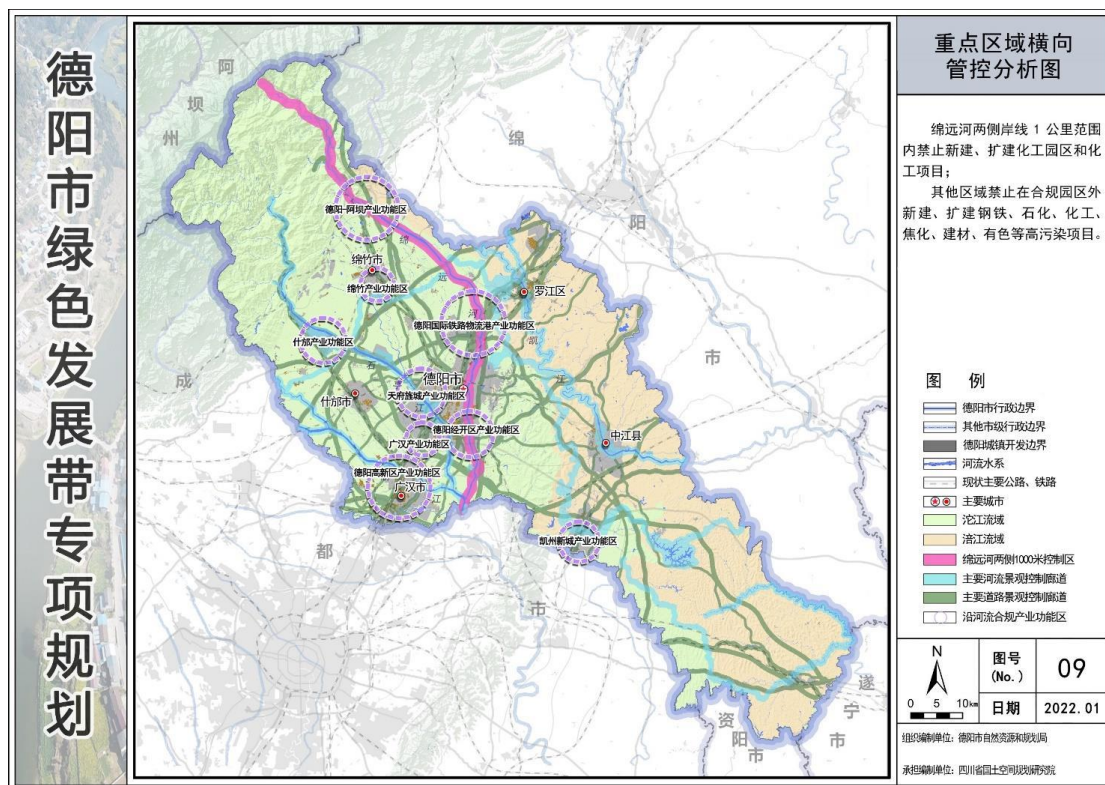 德阳市绿色发展带专项规划
重点区域横向
管控分析图
绵远河两侧岸线 1 公里范围
内禁止新建、扩建化工园区和化
工项目；
其他区域禁止在合规园区外
新建、扩建钢铁、石化、化工、
焦化、建材、有色等高污染项目。
阿
坝
州
绵
阳
市
成
都
市
资
阳
市
遂
宁
市
德阳-阿坝产业功能区
绵
远
河
绵竹市
绵竹产业功能区
罗江区
德阳国际铁路物流港产业功能区
什邡产业功能区
凯
江
石
亭
江
德阳市
天府旌城产业功能区
什邡市
德阳经开区产业功能区
广汉产业功能区
中江县
德阳高新区产业功能区
广汉市
江
凯州新城产业功能区
图 例
德阳市行政边界
其他市级行政边界
德阳城镇开发边界
河流水系
现状主要公路、铁路
主要城市
沱江流域
涪江流域
绵远河两侧1000米控制区
主要河流景观控制廊道
主要道路景观控制廊道
沿河流合规产业功能区
N
0 5 10km
图号
(No.)
09
日期
2022.01
组织编制单位：德阳市自然资源和规划局
承担编制单位：四川省国土空间规划研究院